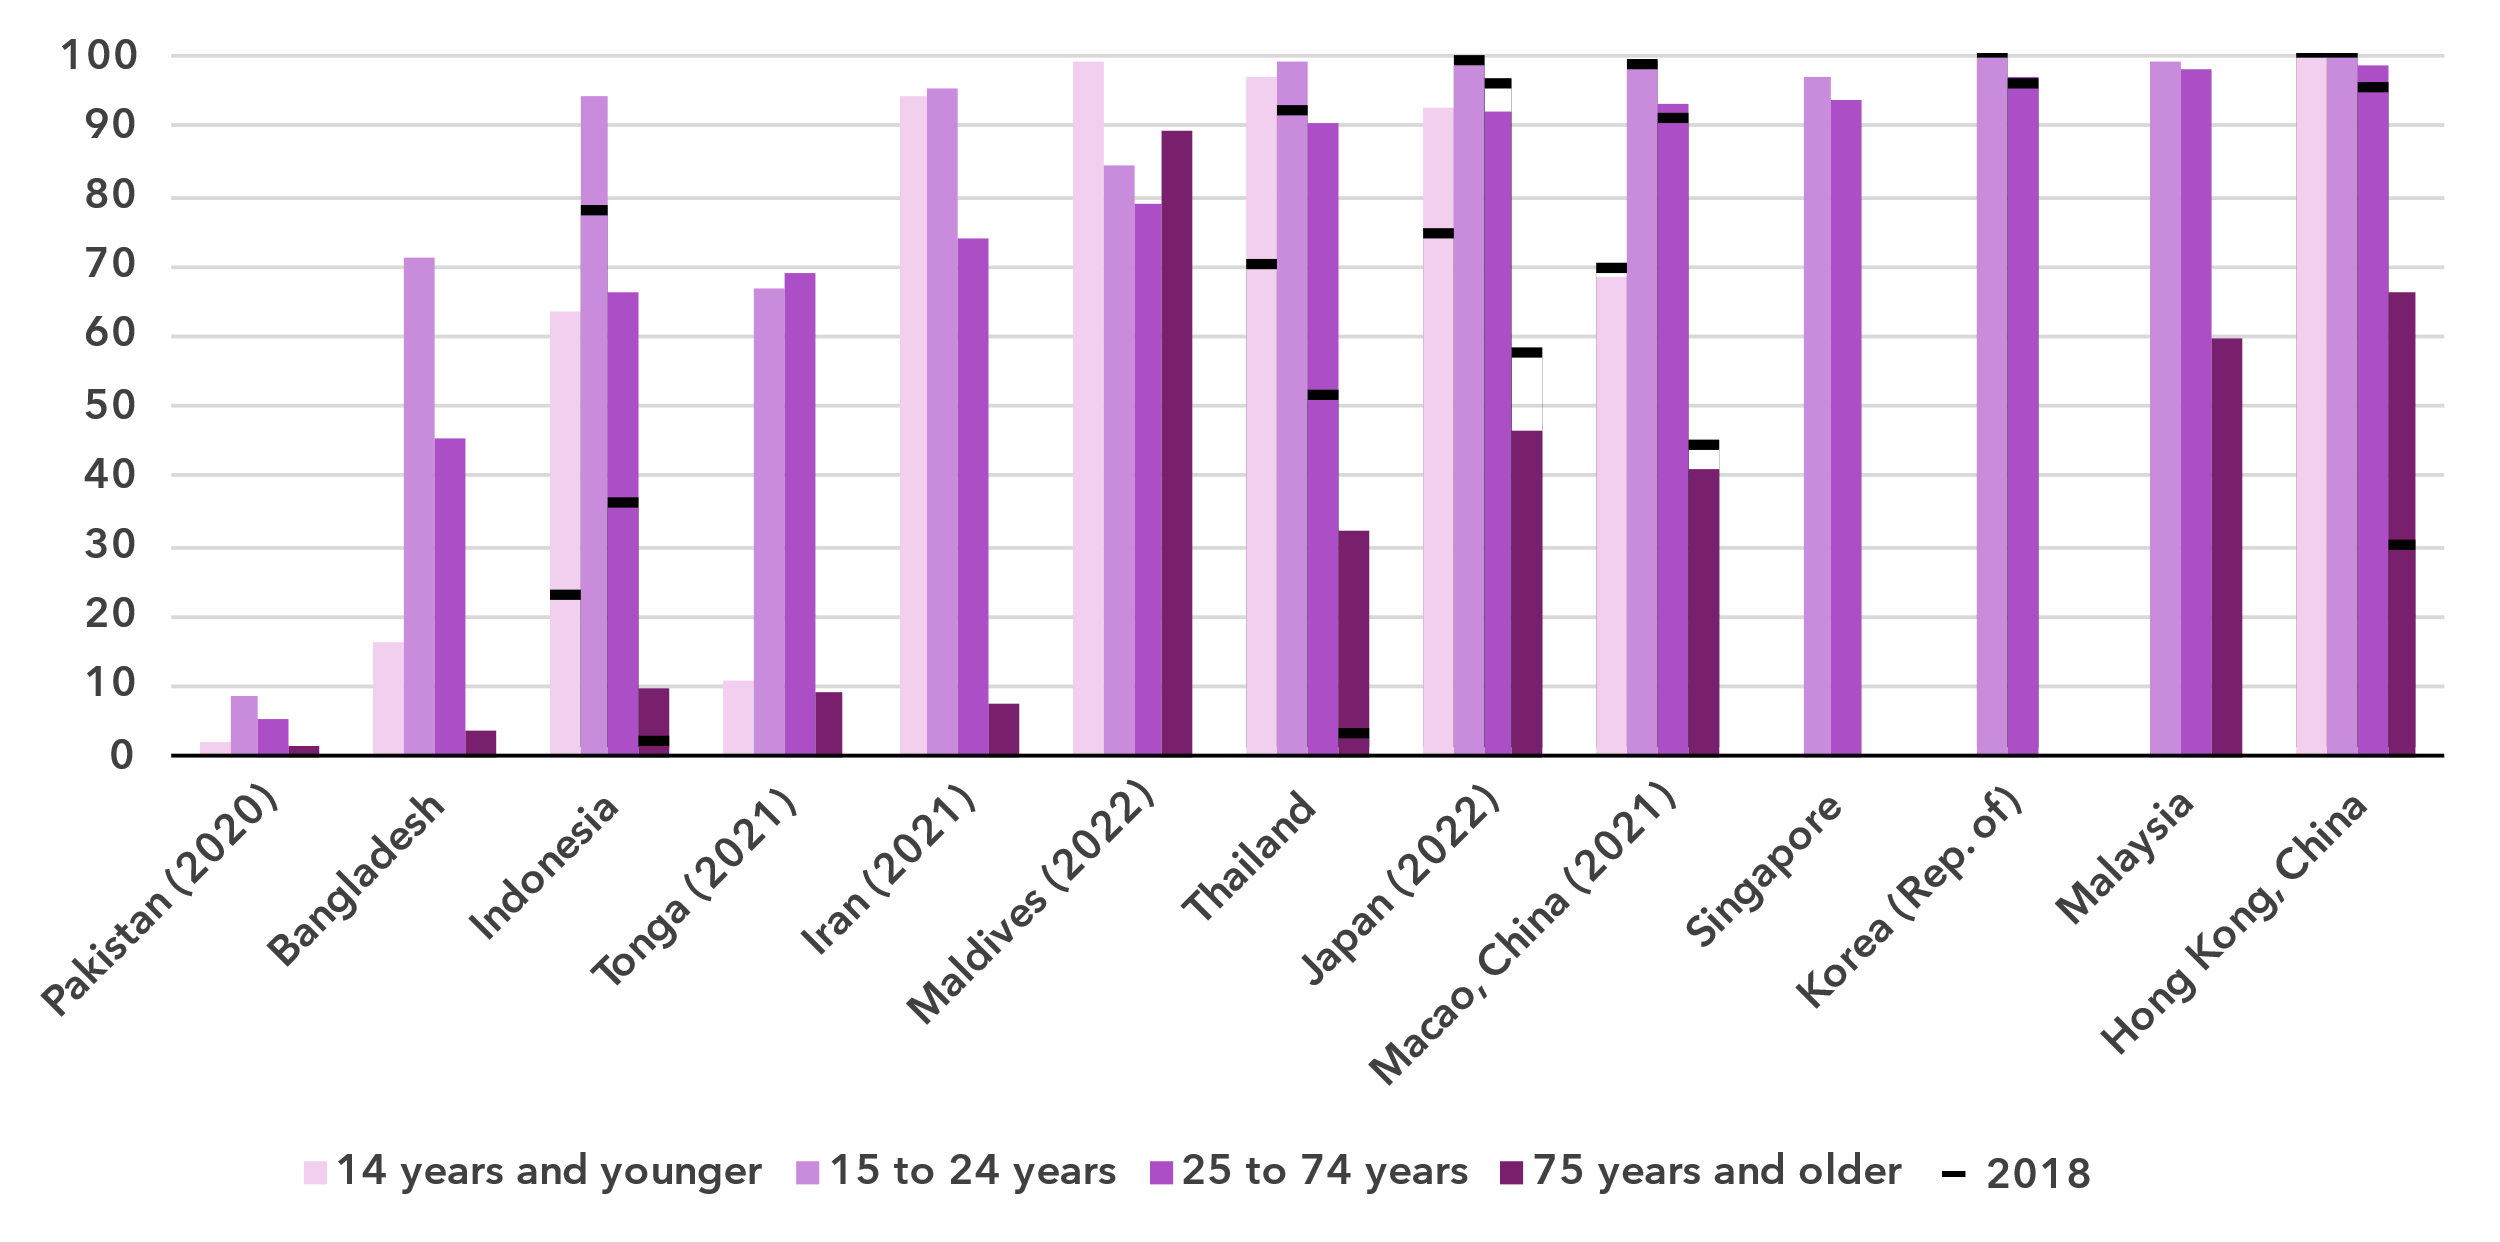 100
90
80
70
60
50
40
30
20
10
0
Pakistan (2020)
Bangladesh
Indonesia
Tonga (2021)
Iran (2021)
Maldives (2022)
Thailand
Japan (2022)
Macao, China (2021)
Singapore
Korea (Rep. of)
Malaysia
Hong Kong, China
14 years and younger
15 to 24 years
25 to 74 years
75 years and older
2018